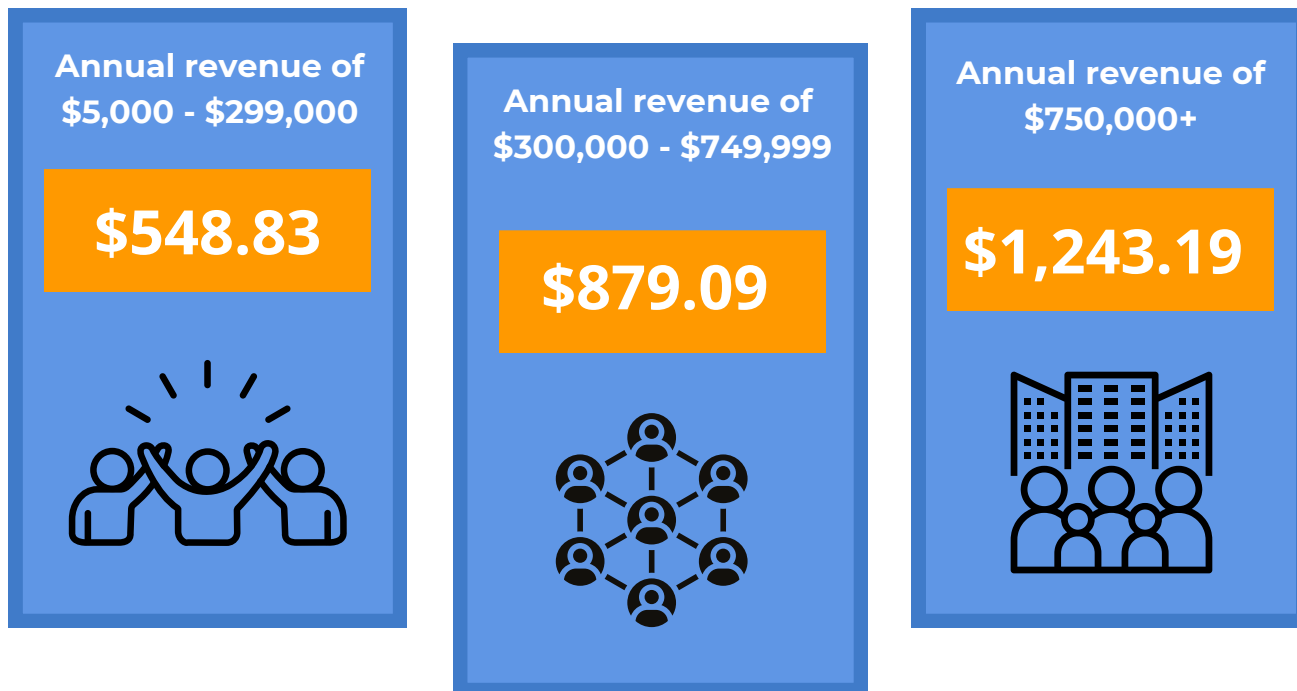 Annual revenue of
$5,000 - $299,000
$548.83
Annual revenue of
$300,000 - $749,999
$879.09
Annual revenue of
$750,000+
$1,243.19